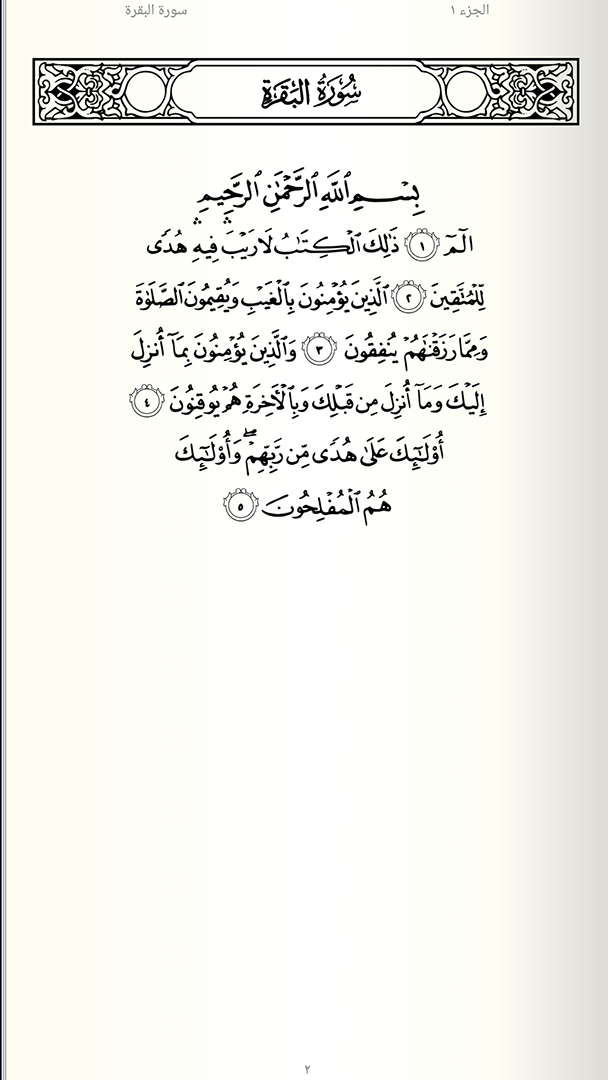 الجزء ١
سورة البقرة
سُورَةُ البَقَرَةِ
بِسۡمِ ٱللَّهِ ٱلرَّحۡمَٰنِ ٱلرَّحِيمِ
الٓمٓ ١ ذَٰلِكَ ٱلۡكِتَٰبُ لَا رَيۡبَۛ فِيهِۛ هُدٗى
لِّلۡمُتَّقِينَ ٢ ٱلَّذِينَ يُؤۡمِنُونَ بِٱلۡغَيۡبِ وَيُقِيمُونَ ٱلصَّلَوٰةَ
وَمِمَّا رَزَقۡنَٰهُمۡ يُنفِقُونَ ٣ وَٱلَّذِينَ يُؤۡمِنُونَ بِمَآ أُنزِلَ
إِلَيۡكَ وَمَآ أُنزِلَ مِن قَبۡلِكَ وَبِٱلۡأٓخِرَةِ هُمۡ يُوقِنُونَ ٤
أُوْلَٰٓئِكَ عَلَىٰ هُدٗى مِّن رَّبِّهِمۡۖ وَأُوْلَٰٓئِكَ
هُمُ ٱلۡمُفۡلِحُونَ ٥
٢